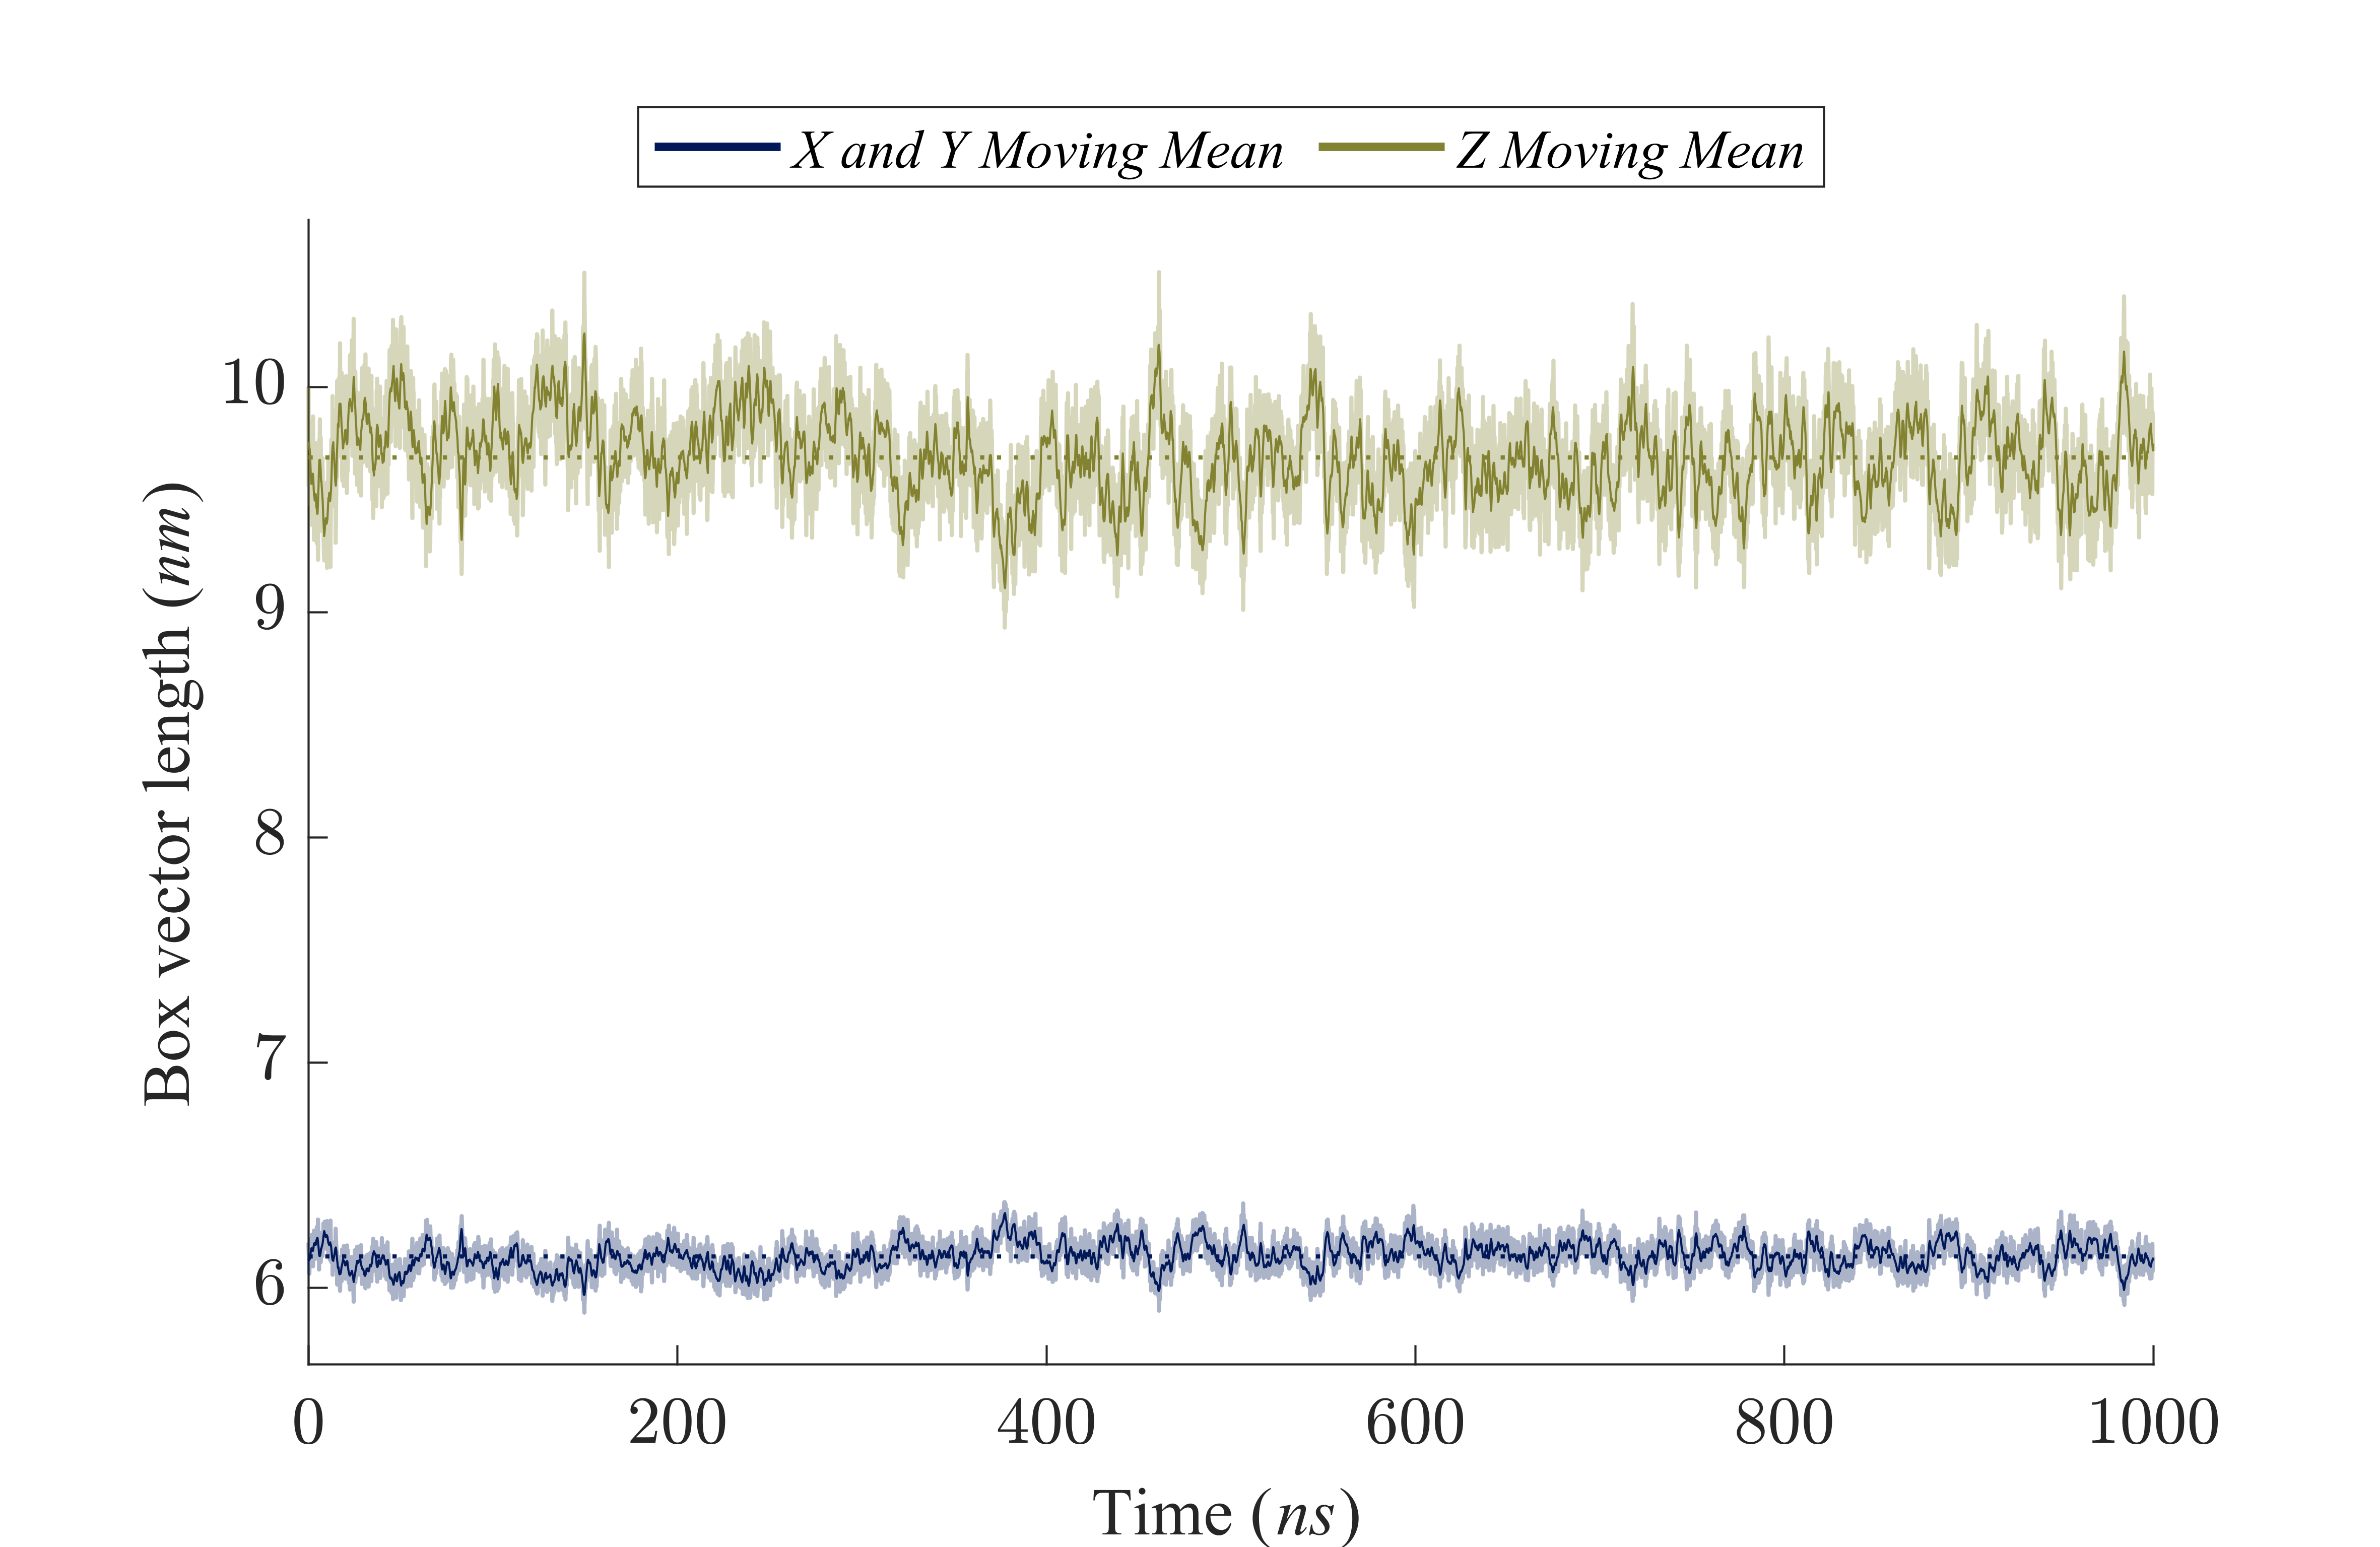 X and Y Moving Mean Z Moving Mean
Box vector length (nm)
10
9
8
7
6
0 200 400 600 800 1000
Time (ns)